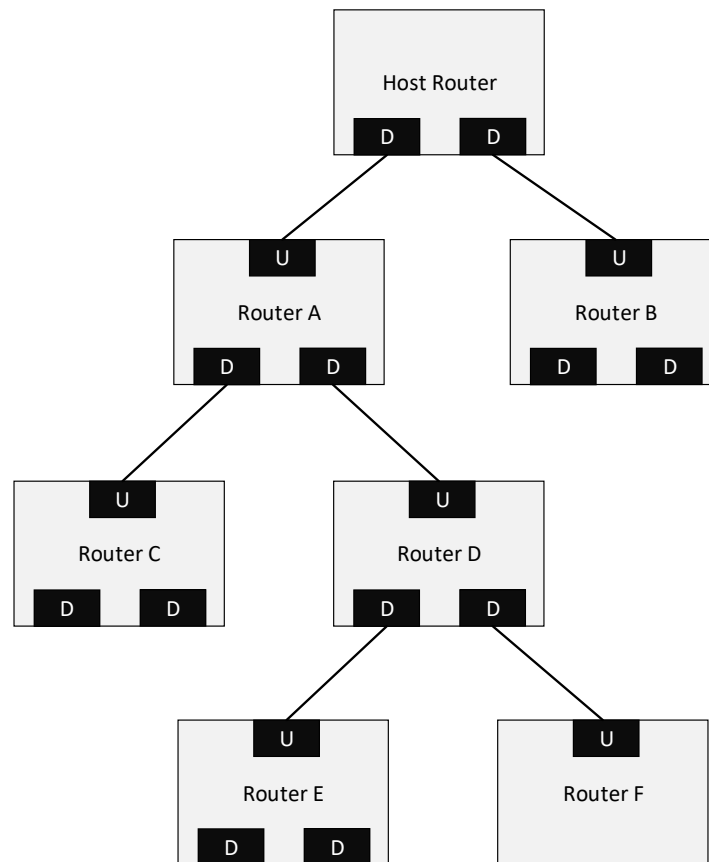 Host Router
D D
U U
Router A Router B
D D D D
U U
Router C Router D
D D D D
U U
Router E Router F
D D